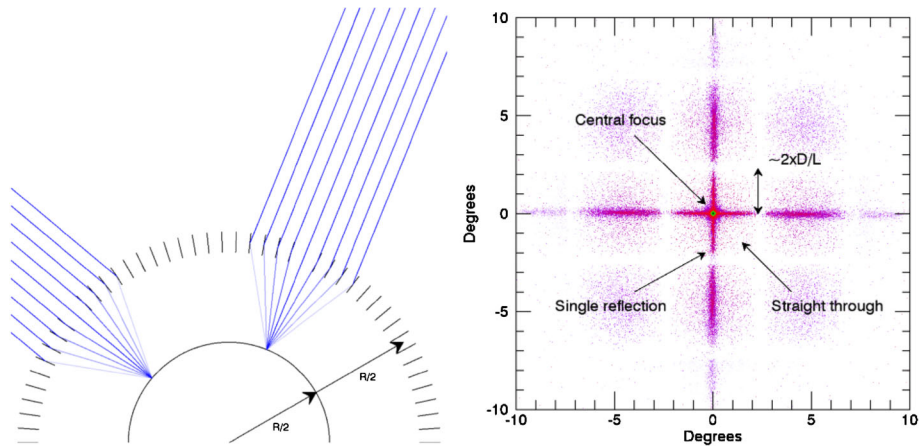 R/2
R/2
10
5
0
-5
-10
Degrees
Central focus
~2xD/L
Single reflection
Straight through
-10
-5
0
5
10
Degrees